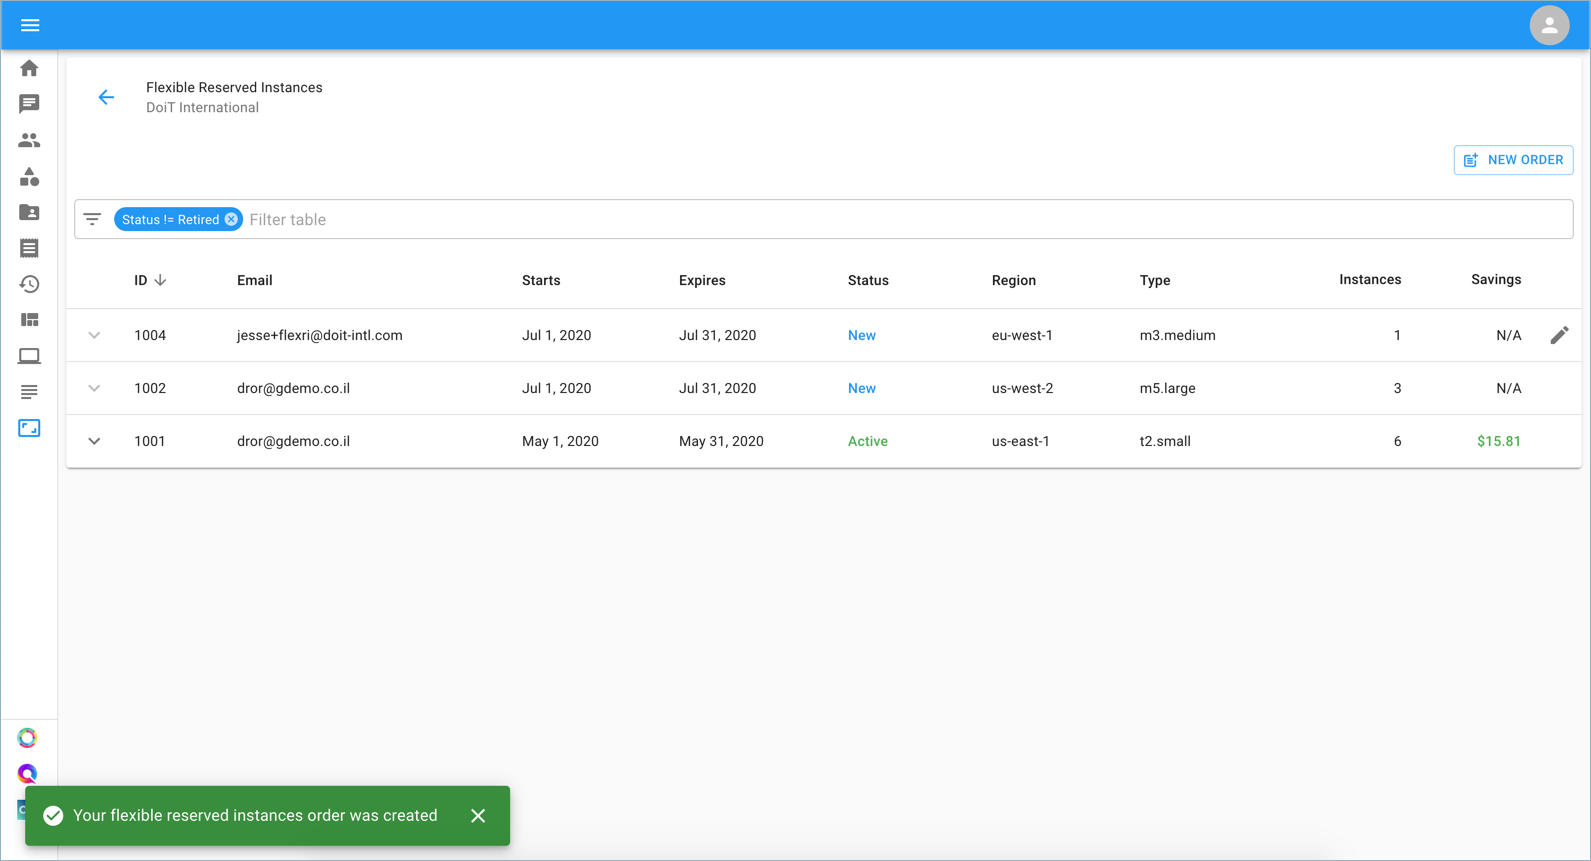 Flexible Reserved Instances
DoiT International
NEW ORDER
Status != Retired Filter table
ID Email Starts Expires Status Region Type Instances Savings
1004 jesse+flexri@doit-intl.com Jul 1, 2020 Jul 31, 2020 New eu-west-1 m3.medium 1 N/A
1002 dror@gdemo.co.il Jul 1, 2020 Jul 31, 2020 New us-west-2 m5.large 3 N/A
1001 dror@gdemo.co.il May 1, 2020 May 31, 2020 Active us-east-1 t2.small 6 $15.81
Your flexible reserved instances order was created